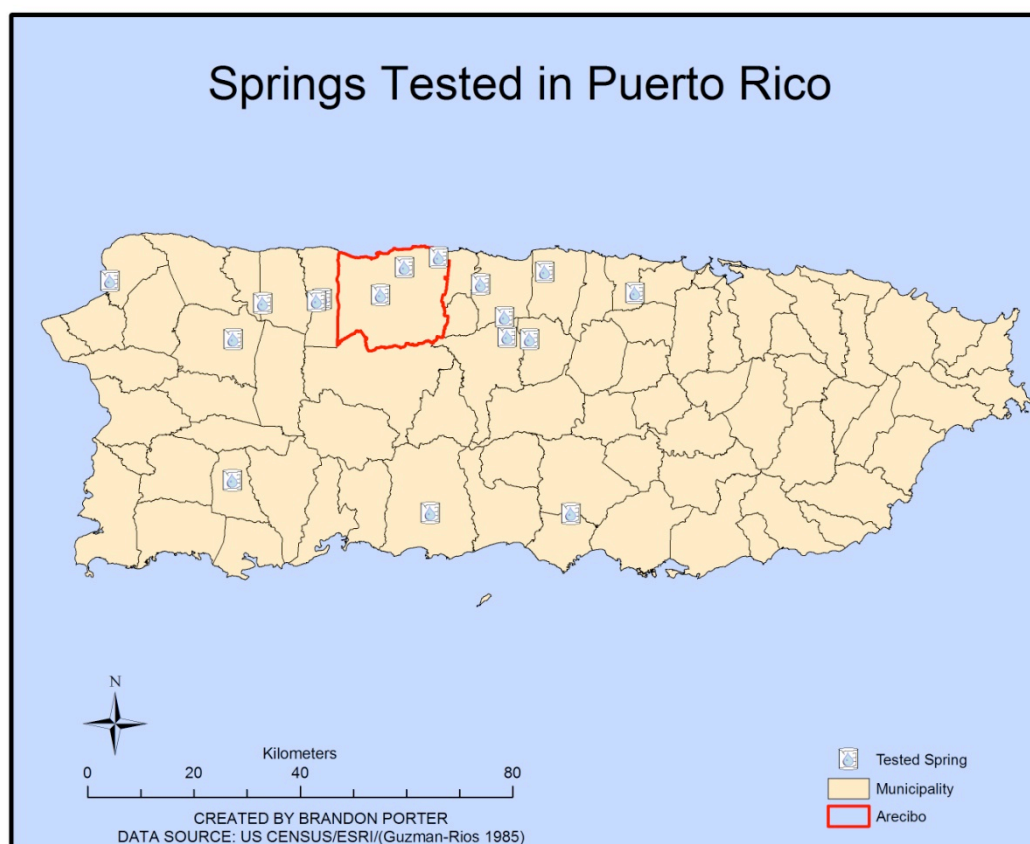 Springs Tested in Puerto Rico
N
Kilometers
0 20 40 80
Tested Spring
Municipality
Arecibo
CREATED BY BRANDON PORTER
DATA SOURCE: US CENSUS/ESRI/(Guzman-Rios 1985)